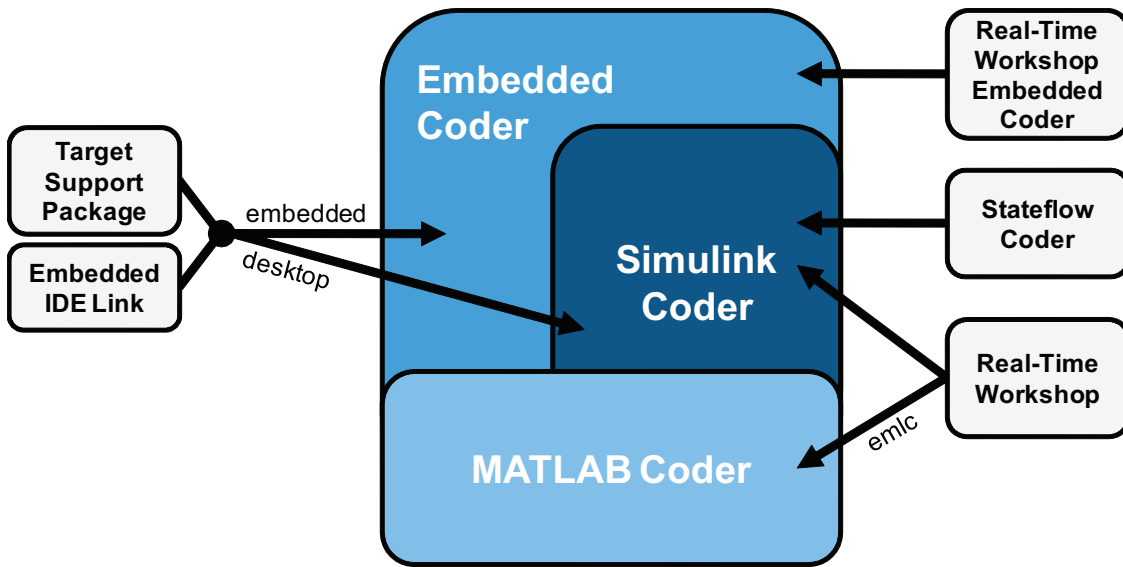 Target
Support
Package
Embedded
IDE Link
embedded
desktop
Embedded
Coder
Simulink
Coder
MATLAB Coder
Real-Time
Workshop
Embedded
Coder
Stateflow
Coder
Real-Time
Workshop
emlc